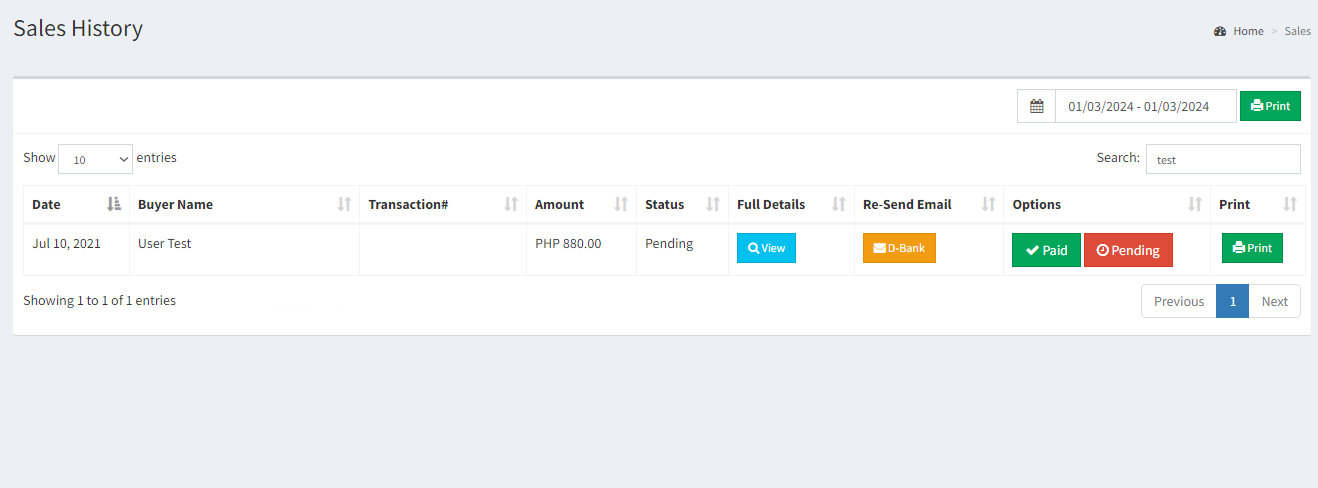 Sales History
Home > Sales
01/03/2024 - 01/03/2024 Print
Show 10 entries Search: test
Date Buyer Name Transaction# Amount Status Full Details Re-Send Email Options Print
Jul 10, 2021 User Test PHP 880.00 Pending View D-Bank Paid Pending Print
Showing 1 to 1 of 1 entries Previous 1 Next